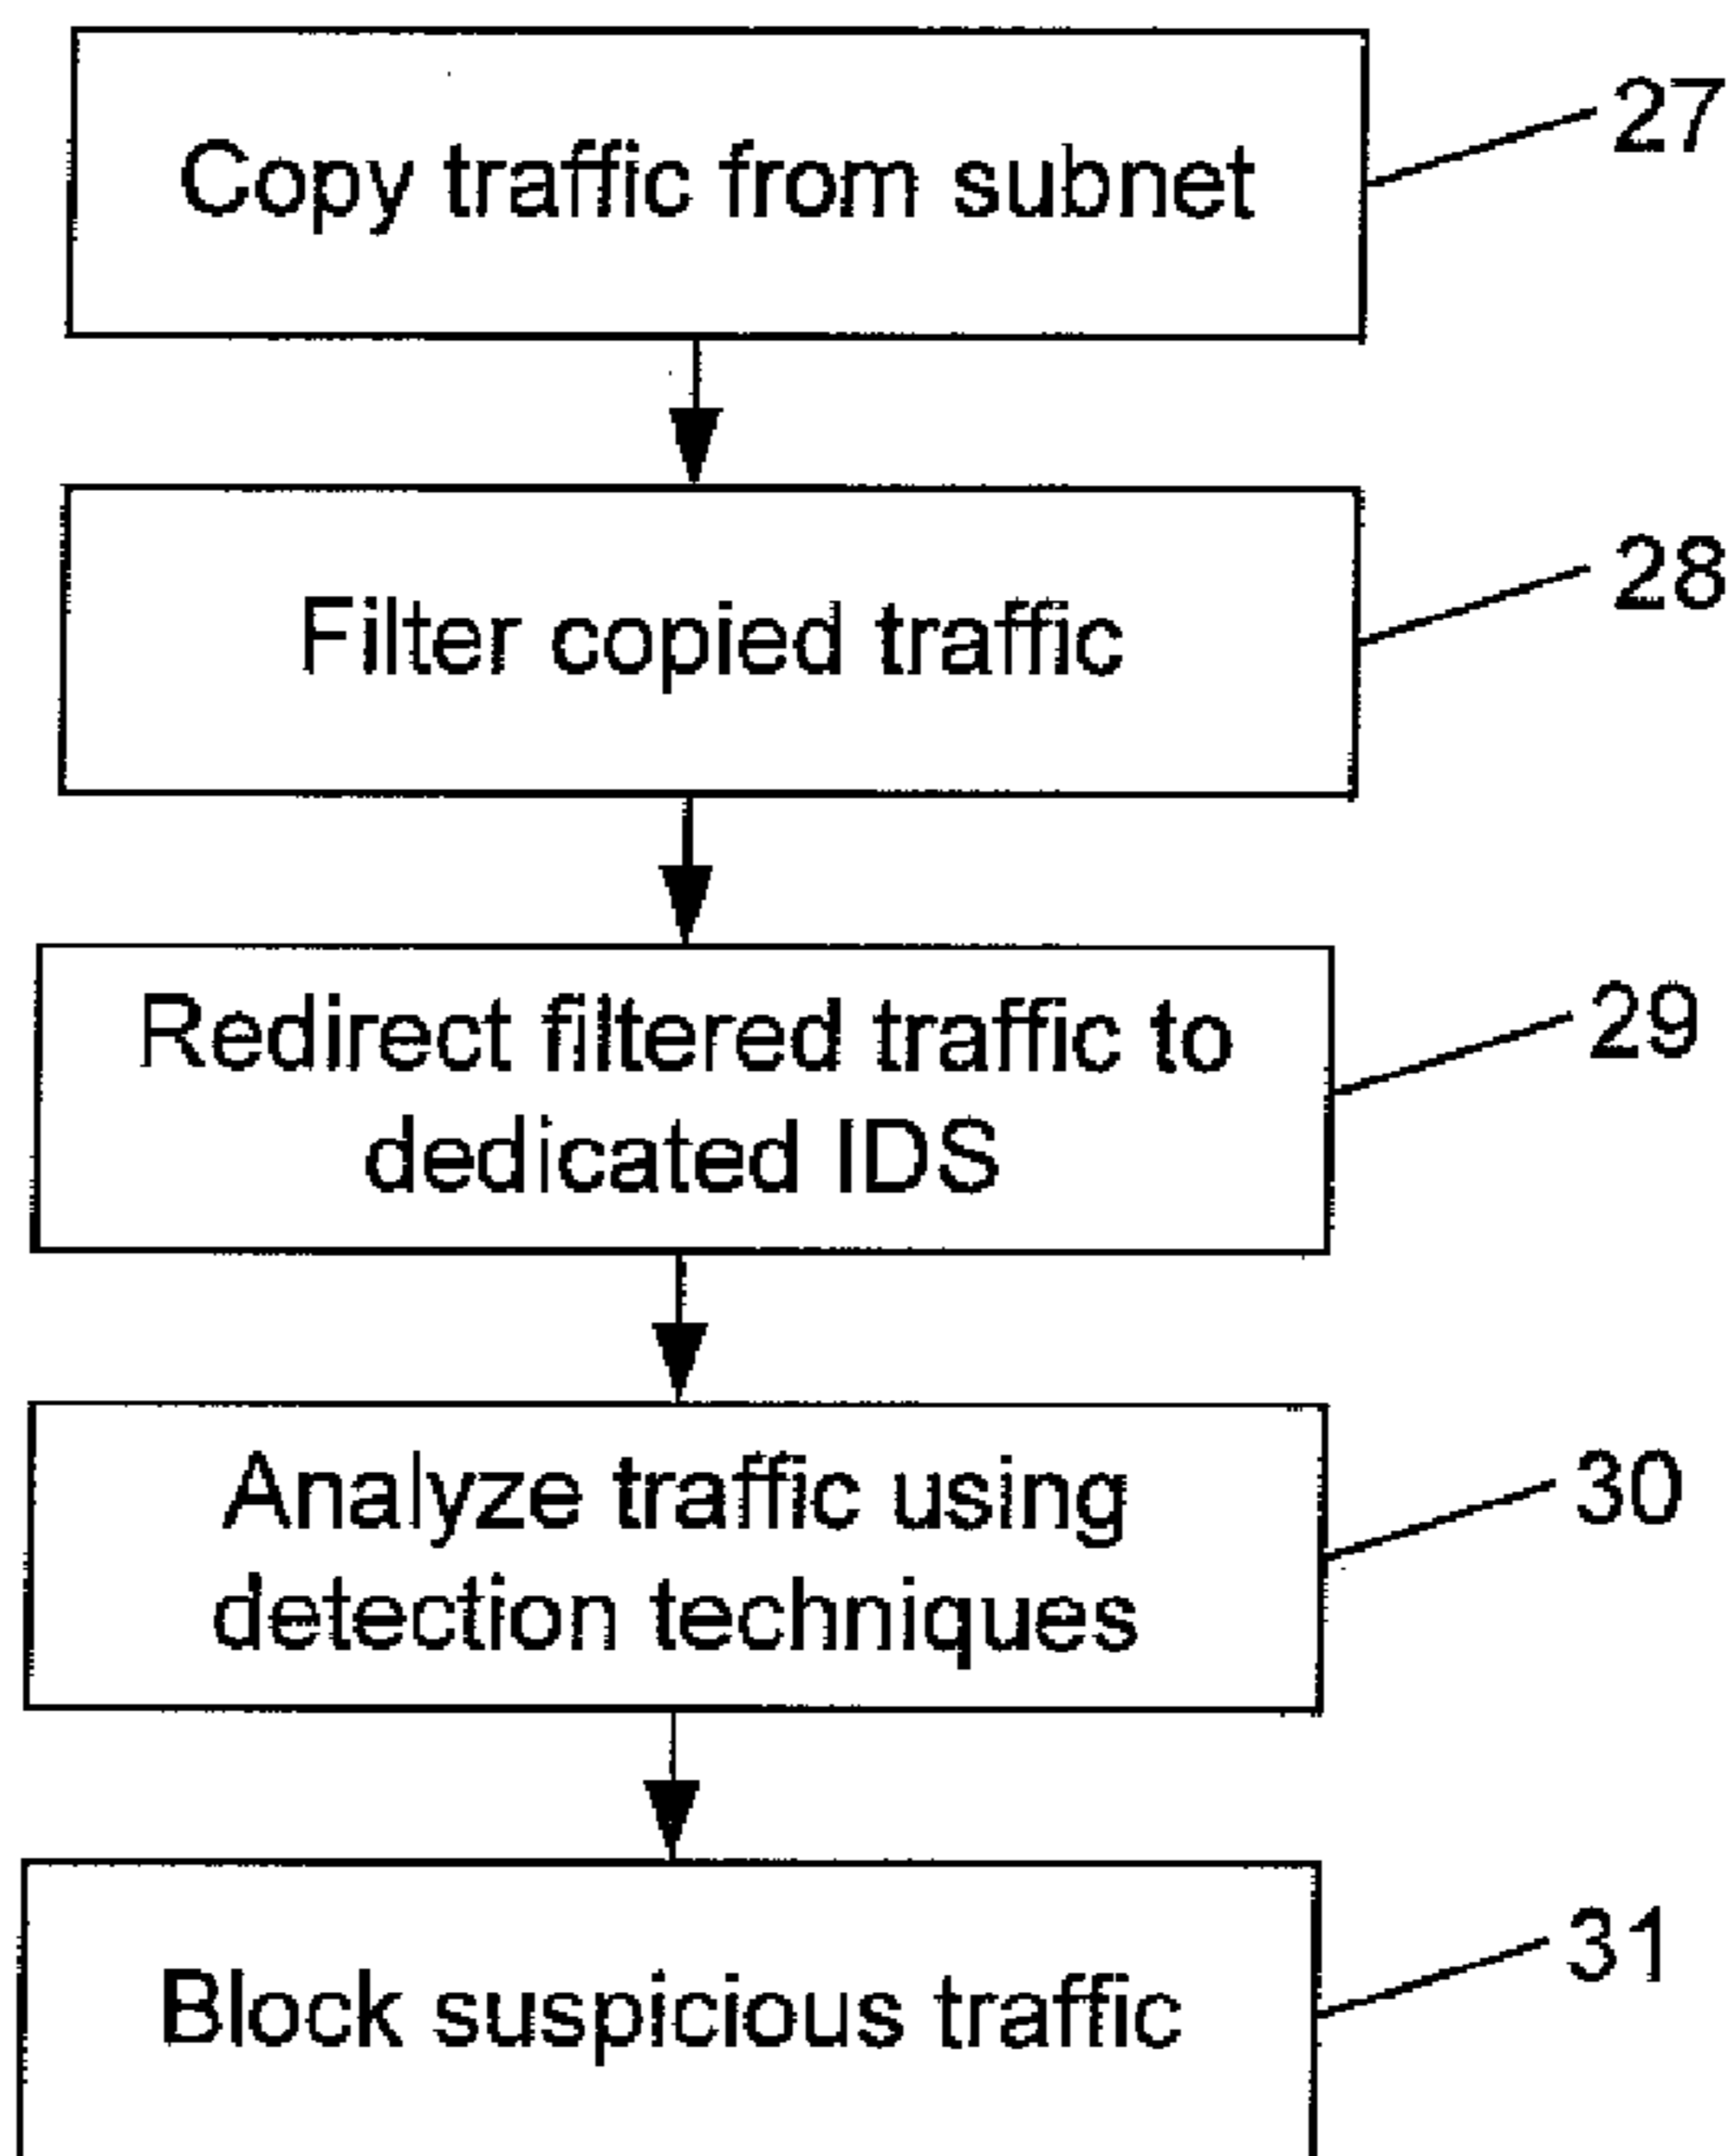 Copy traffic from subnet
27
Filter copied traffic
28
Redirect filtered traffic to
dedicated IDS
29
Analyze traffic using
detection techniques
30
Block suspicious traffic
31